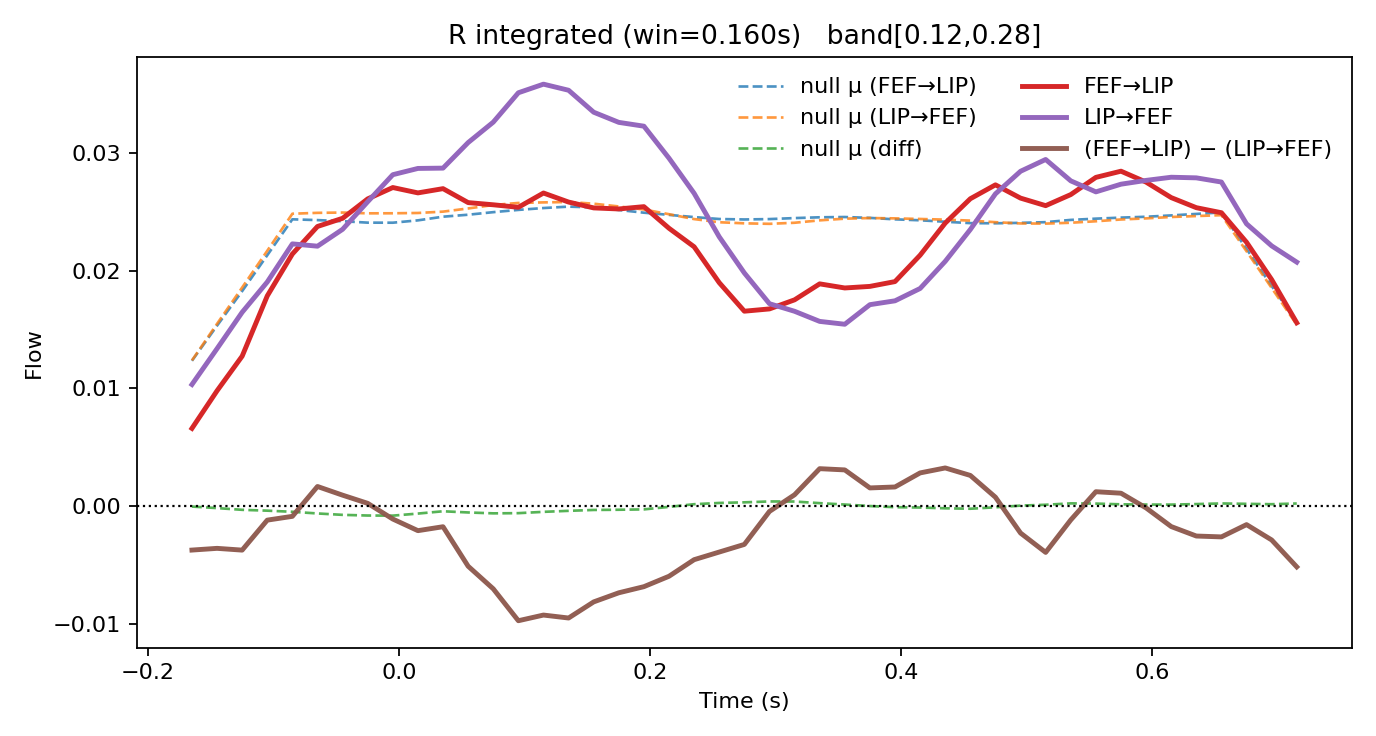 R integrated (win=0.160s)   band[0.12,0.28]
null μ (FEF→LIP)
null μ (LIP→FEF)
null μ (diff)
FEF→LIP
LIP→FEF
(FEF→LIP) − (LIP→FEF)
Flow
0.03
0.02
0.01
0.00
−0.01
−0.2
0.0
0.2
0.4
0.6
Time (s)